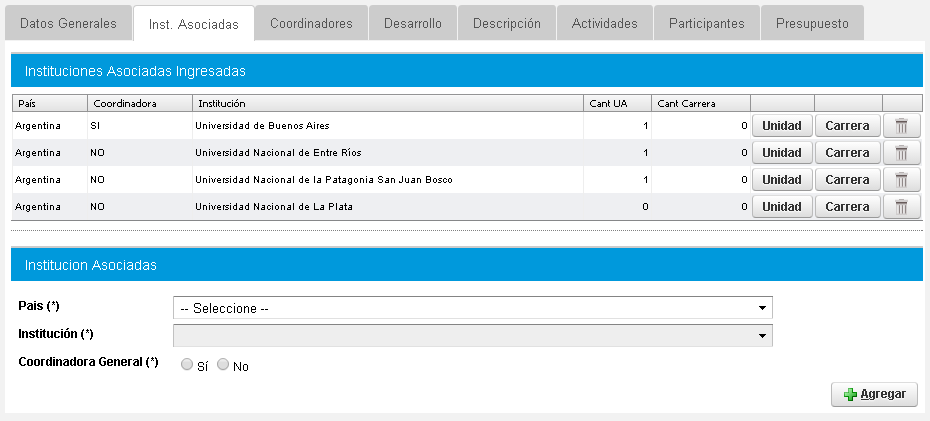 Datos Generales Inst. Asociadas Coordinadores Desarrollo Descripción Actividades Participantes Presupuesto
Instituciones Asociadas Ingresadas
País Coordinadora Institución Cant UA Cant Carrera
Argentina SI Universidad de Buenos Aires 1 0 Unidad Carrera
Argentina NO Universidad Nacional de Entre Ríos 1 0 Unidad Carrera
Argentina NO Universidad Nacional de la Patagonia San Juan Bosco 1 0 Unidad Carrera
Argentina NO Universidad Nacional de La Plata 0 0 Unidad Carrera
Institucion Asociadas
Pais (*) -- Seleccione --
Institución (*)
Coordinadora General (*) Sí No
Agregar